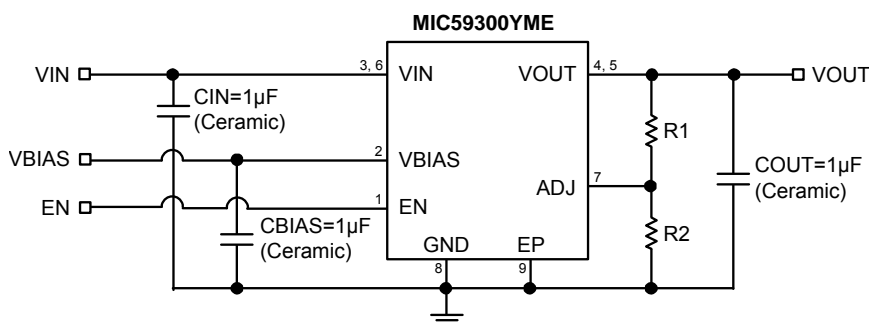 MIC59300YME
VIN
3, 6
VIN
VOUT
4, 5
VOUT
CIN=1µF
(Ceramic)
R1
VBIAS
2
VBIAS
ADJ
7
COUT=1µF
(Ceramic)
EN
1
EN
CBIAS=1µF
(Ceramic)
R2
GND
EP
8
9